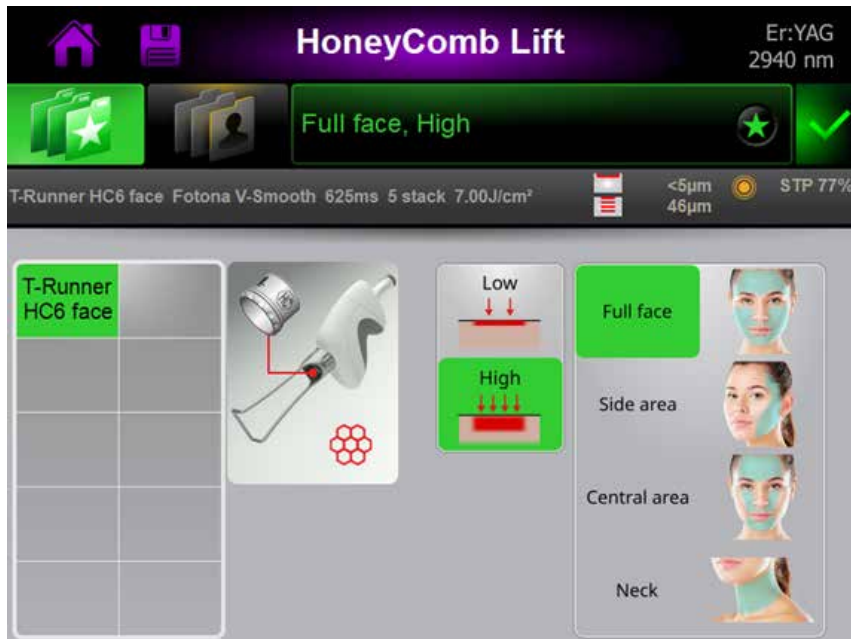 HoneyComb Lift
Er:YAG
2940 nm
Full face, High
T-Runner HC6 face Fotona V-Smooth 625ms 5 stack 7.00J/cm²
<5µm
46µm
STP 77%
T-Runner
HC6 face
Low
High
Full face
Side area
Central area
Neck